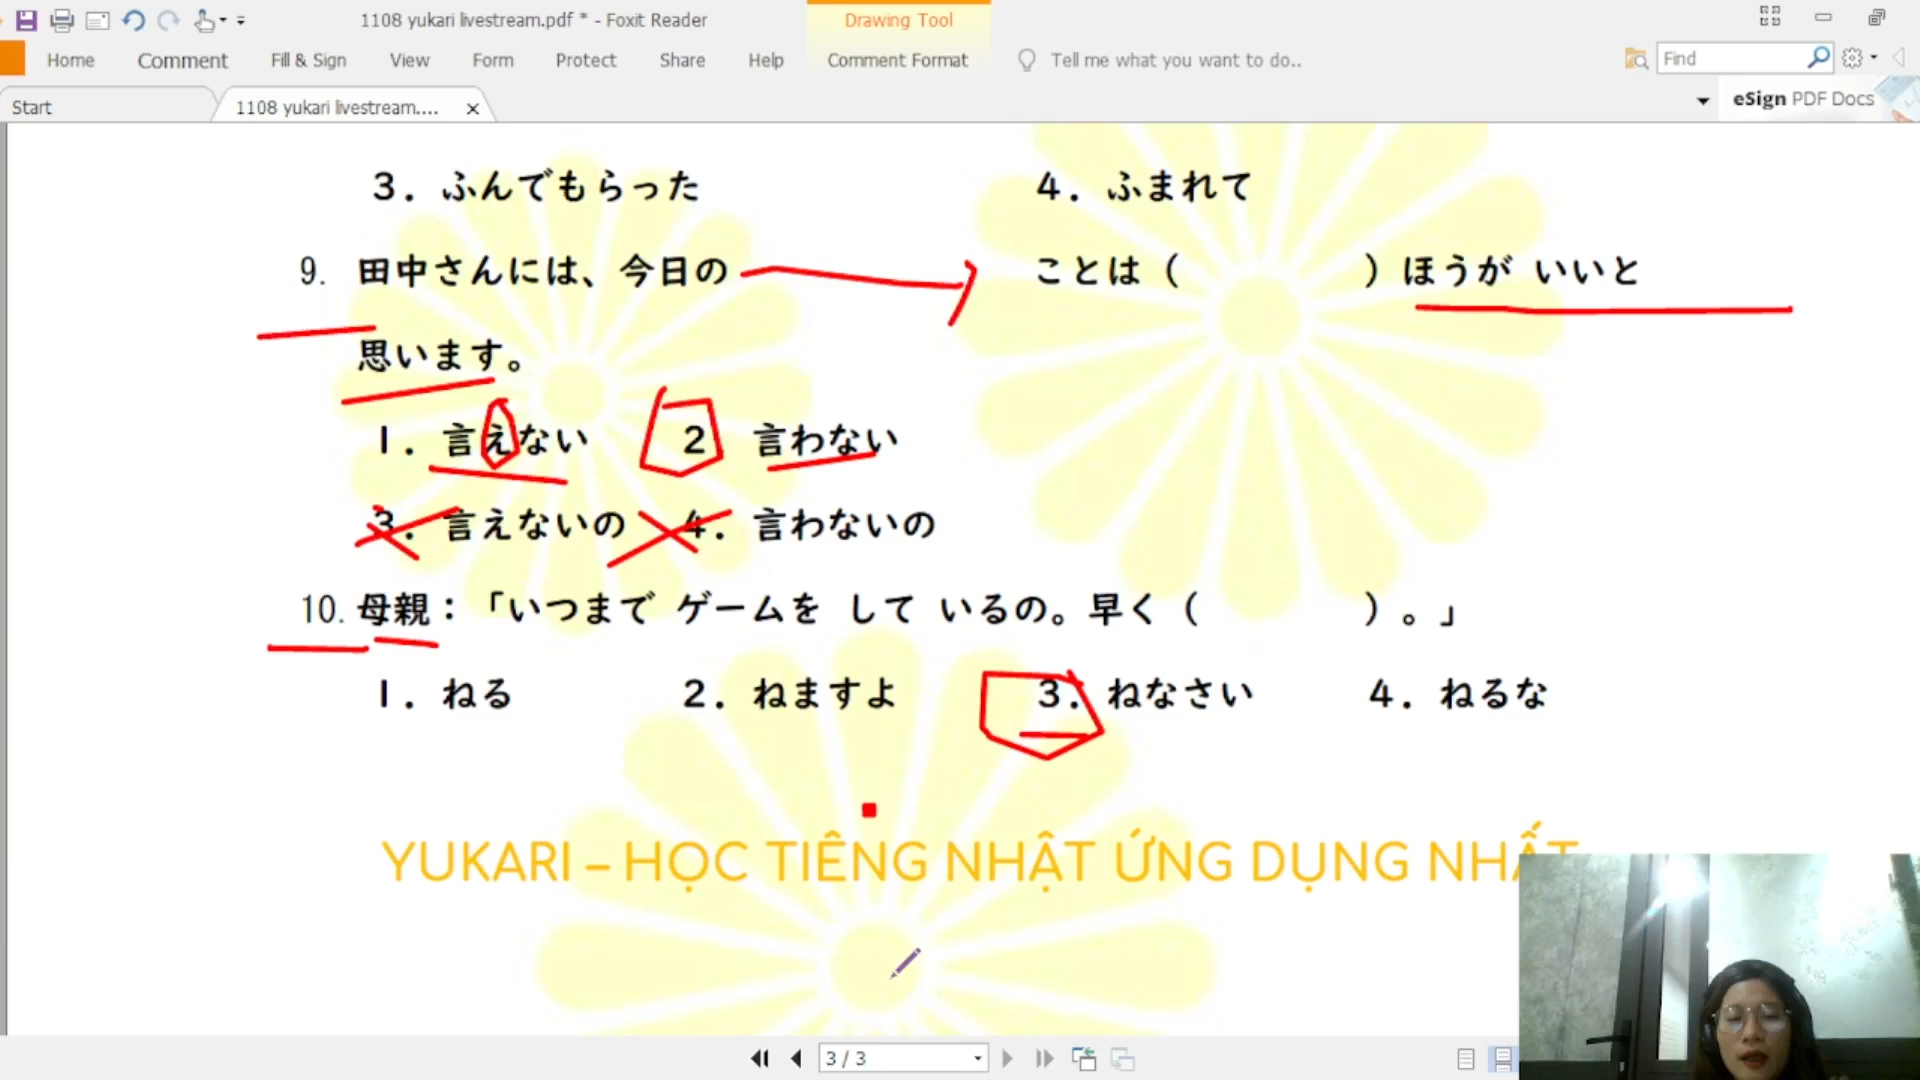 1108 yukari livestream.pdf * - Foxit Reader
Drawing Tool
Home Comment Fill & Sign View Form Protect Share Help Comment Format Tell me what you want to do.. Find
Start 1108 yukari livestream.... eSign PDF Docs
３．ふんでもらった ４．ふまれて
9. 田中さんには、今日の ことは（ ）ほうが いいと
思います。
１．言えない ２ 言わない
３．言えないの ４．言わないの
10. 母親：「いつまで ゲームを して いるの。早く（ ）。」
１．ねる ２．ねますよ ３．ねなさい ４．ねるな
YUKARI – HỌC TIẾNG NHẬT ỨNG DỤNG NHẤT
3 / 3